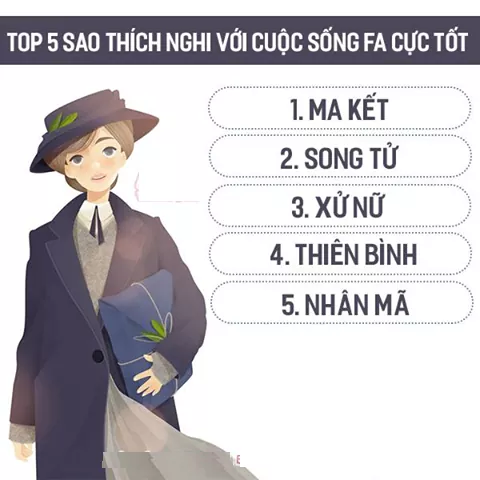 TOP 5 SAO THÍCH NGHI VỚI CUỘC SỐNG FA CỰC TỐT
1. MA KẾT
2. SONG TỬ
3. XỬ NỮ
4. THIÊN BÌNH
5. NHÂN MÃ